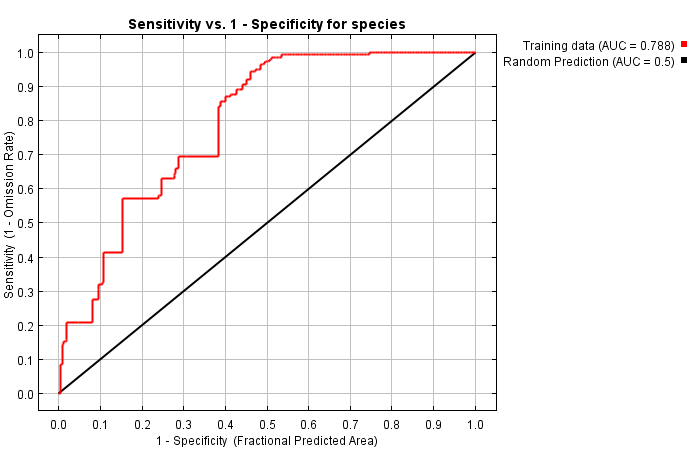 Sensitivity vs. 1 - Specificity for species
Training data (AUC = 0.788)
Random Prediction (AUC = 0.5)
Sensitivity (1 - Omission Rate)
1.0
0.9
0.8
0.7
0.6
0.5
0.4
0.3
0.2
0.1
0.0
0.0 0.1 0.2 0.3 0.4 0.5 0.6 0.7 0.8 0.9 1.0
1 - Specificity (Fractional Predicted Area)